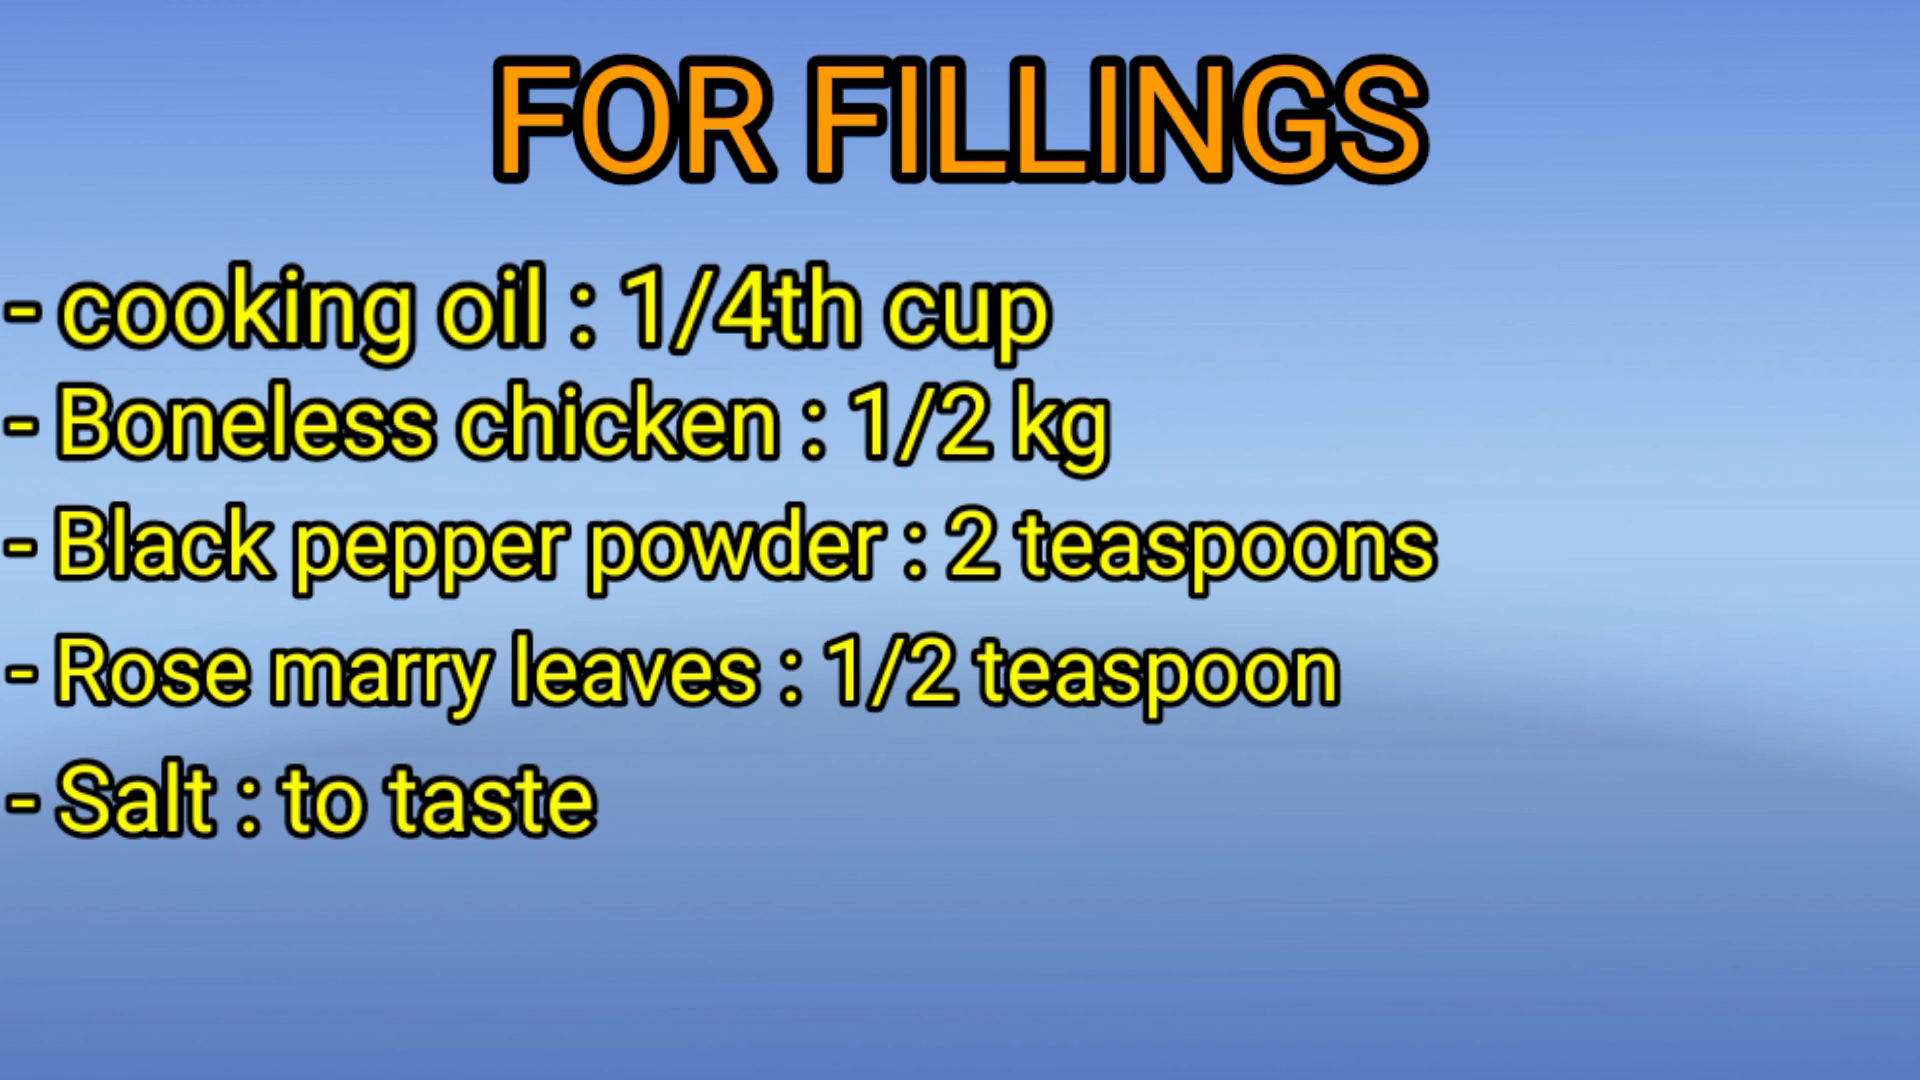 FOR FILLINGS
- cooking oil : 1/4th cup
- Boneless chicken : 1/2 kg
- Black pepper powder : 2 teaspoons
- Rose marry leaves : 1/2 teaspoon
- Salt : to taste